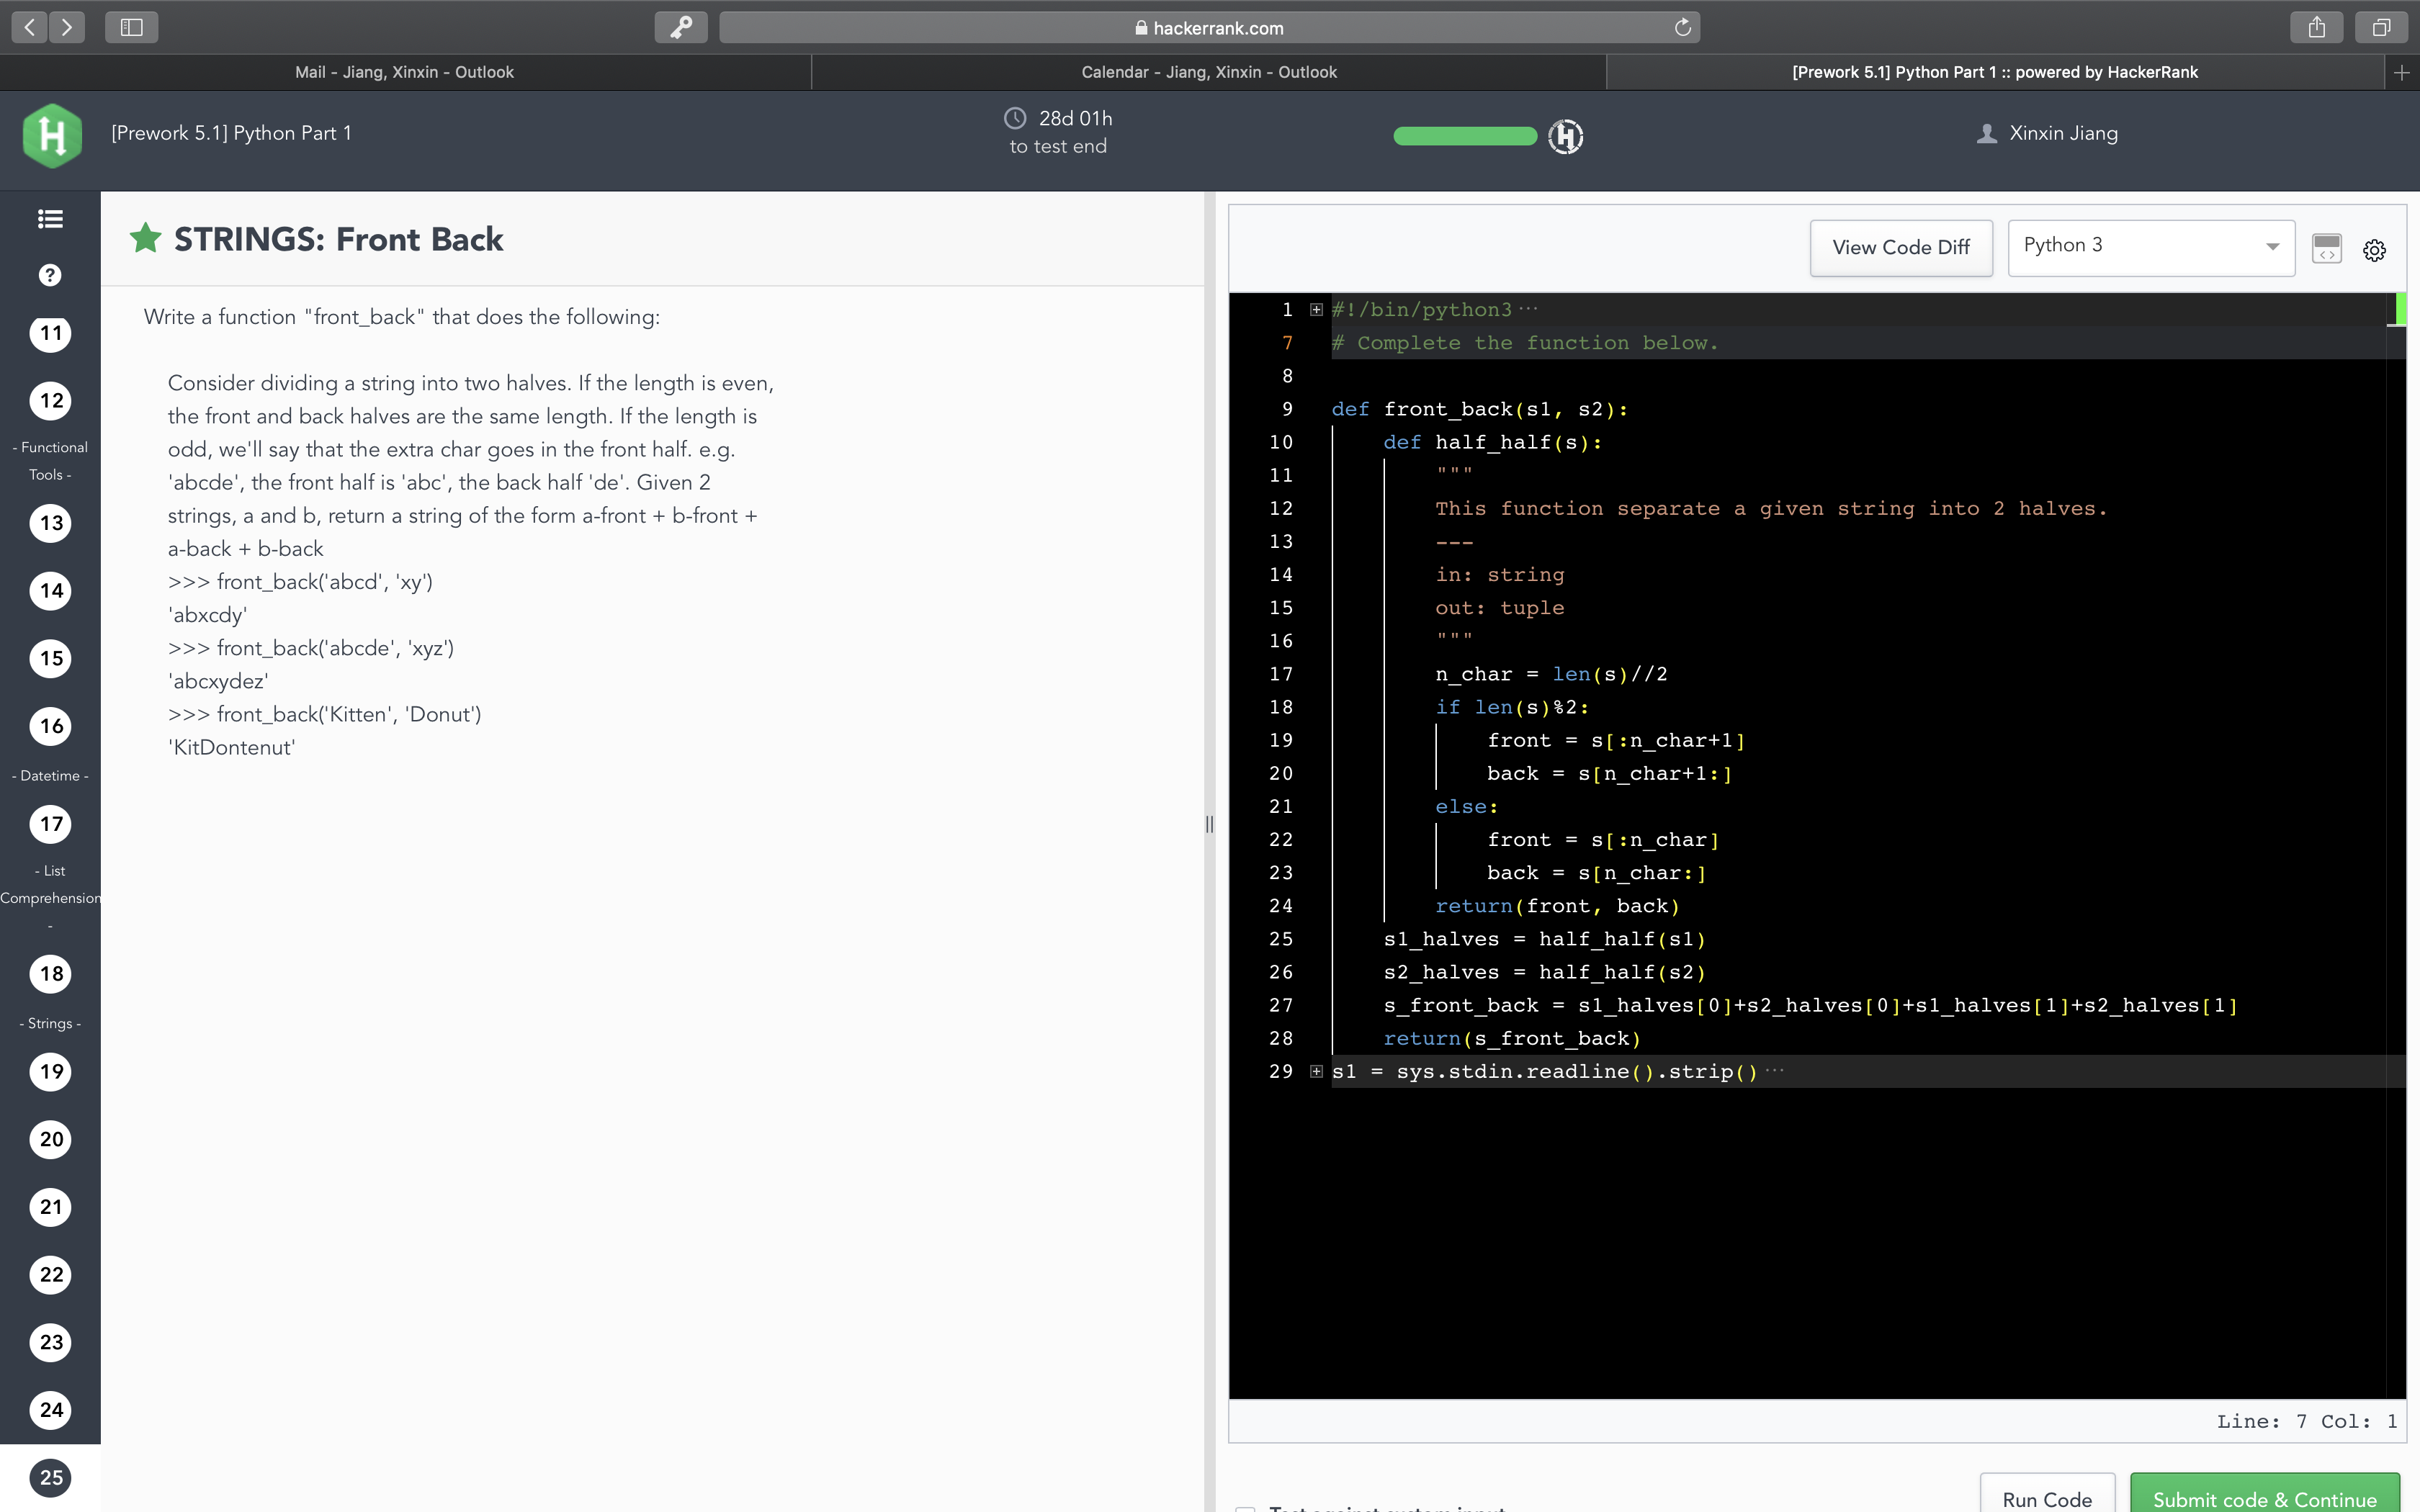 hackerrank.com
Mail - Jiang, Xinxin - Outlook
Calendar - Jiang, Xinxin - Outlook
[Prework 5.1] Python Part 1 :: powered by HackerRank
[Prework 5.1] Python Part 1
28d 01h
to test end
Xinxin Jiang
11
12
- Functional
Tools -
13
14
15
16
- Datetime -
17
- List
Comprehension
-
18
- Strings -
19
20
21
22
23
24
25
STRINGS: Front Back
Write a function "front_back" that does the following:
Consider dividing a string into two halves. If the length is even,
the front and back halves are the same length. If the length is
odd, we'll say that the extra char goes in the front half. e.g.
'abcde', the front half is 'abc', the back half 'de'. Given 2
strings, a and b, return a string of the form a-front + b-front +
a-back + b-back
>>> front_back('abcd', 'xy')
'abxcdy'
>>> front_back('abcde', 'xyz')
'abcxydez'
>>> front_back('Kitten', 'Donut')
'KitDontenut'
View Code Diff
Python 3
1 #!/bin/python3 ···
7 # Complete the function below.
8
9 def front_back(s1, s2):
10 def half_half(s):
11 """
12 This function separate a given string into 2 halves.
13 ---
14 in: string
15 out: tuple
16 """
17 n_char = len(s)//2
18 if len(s)%2:
19 front = s[:n_char+1]
20 back = s[n_char+1:]
21 else:
22 front = s[:n_char]
23 back = s[n_char:]
24 return(front, back)
25 s1_halves = half_half(s1)
26 s2_halves = half_half(s2)
27 s_front_back = s1_halves[0]+s2_halves[0]+s1_halves[1]+s2_halves[1]
28 return(s_front_back)
29 s1 = sys.stdin.readline().strip() ···
Line: 7 Col: 1
Test against custom input
Run Code
Submit code & Continue